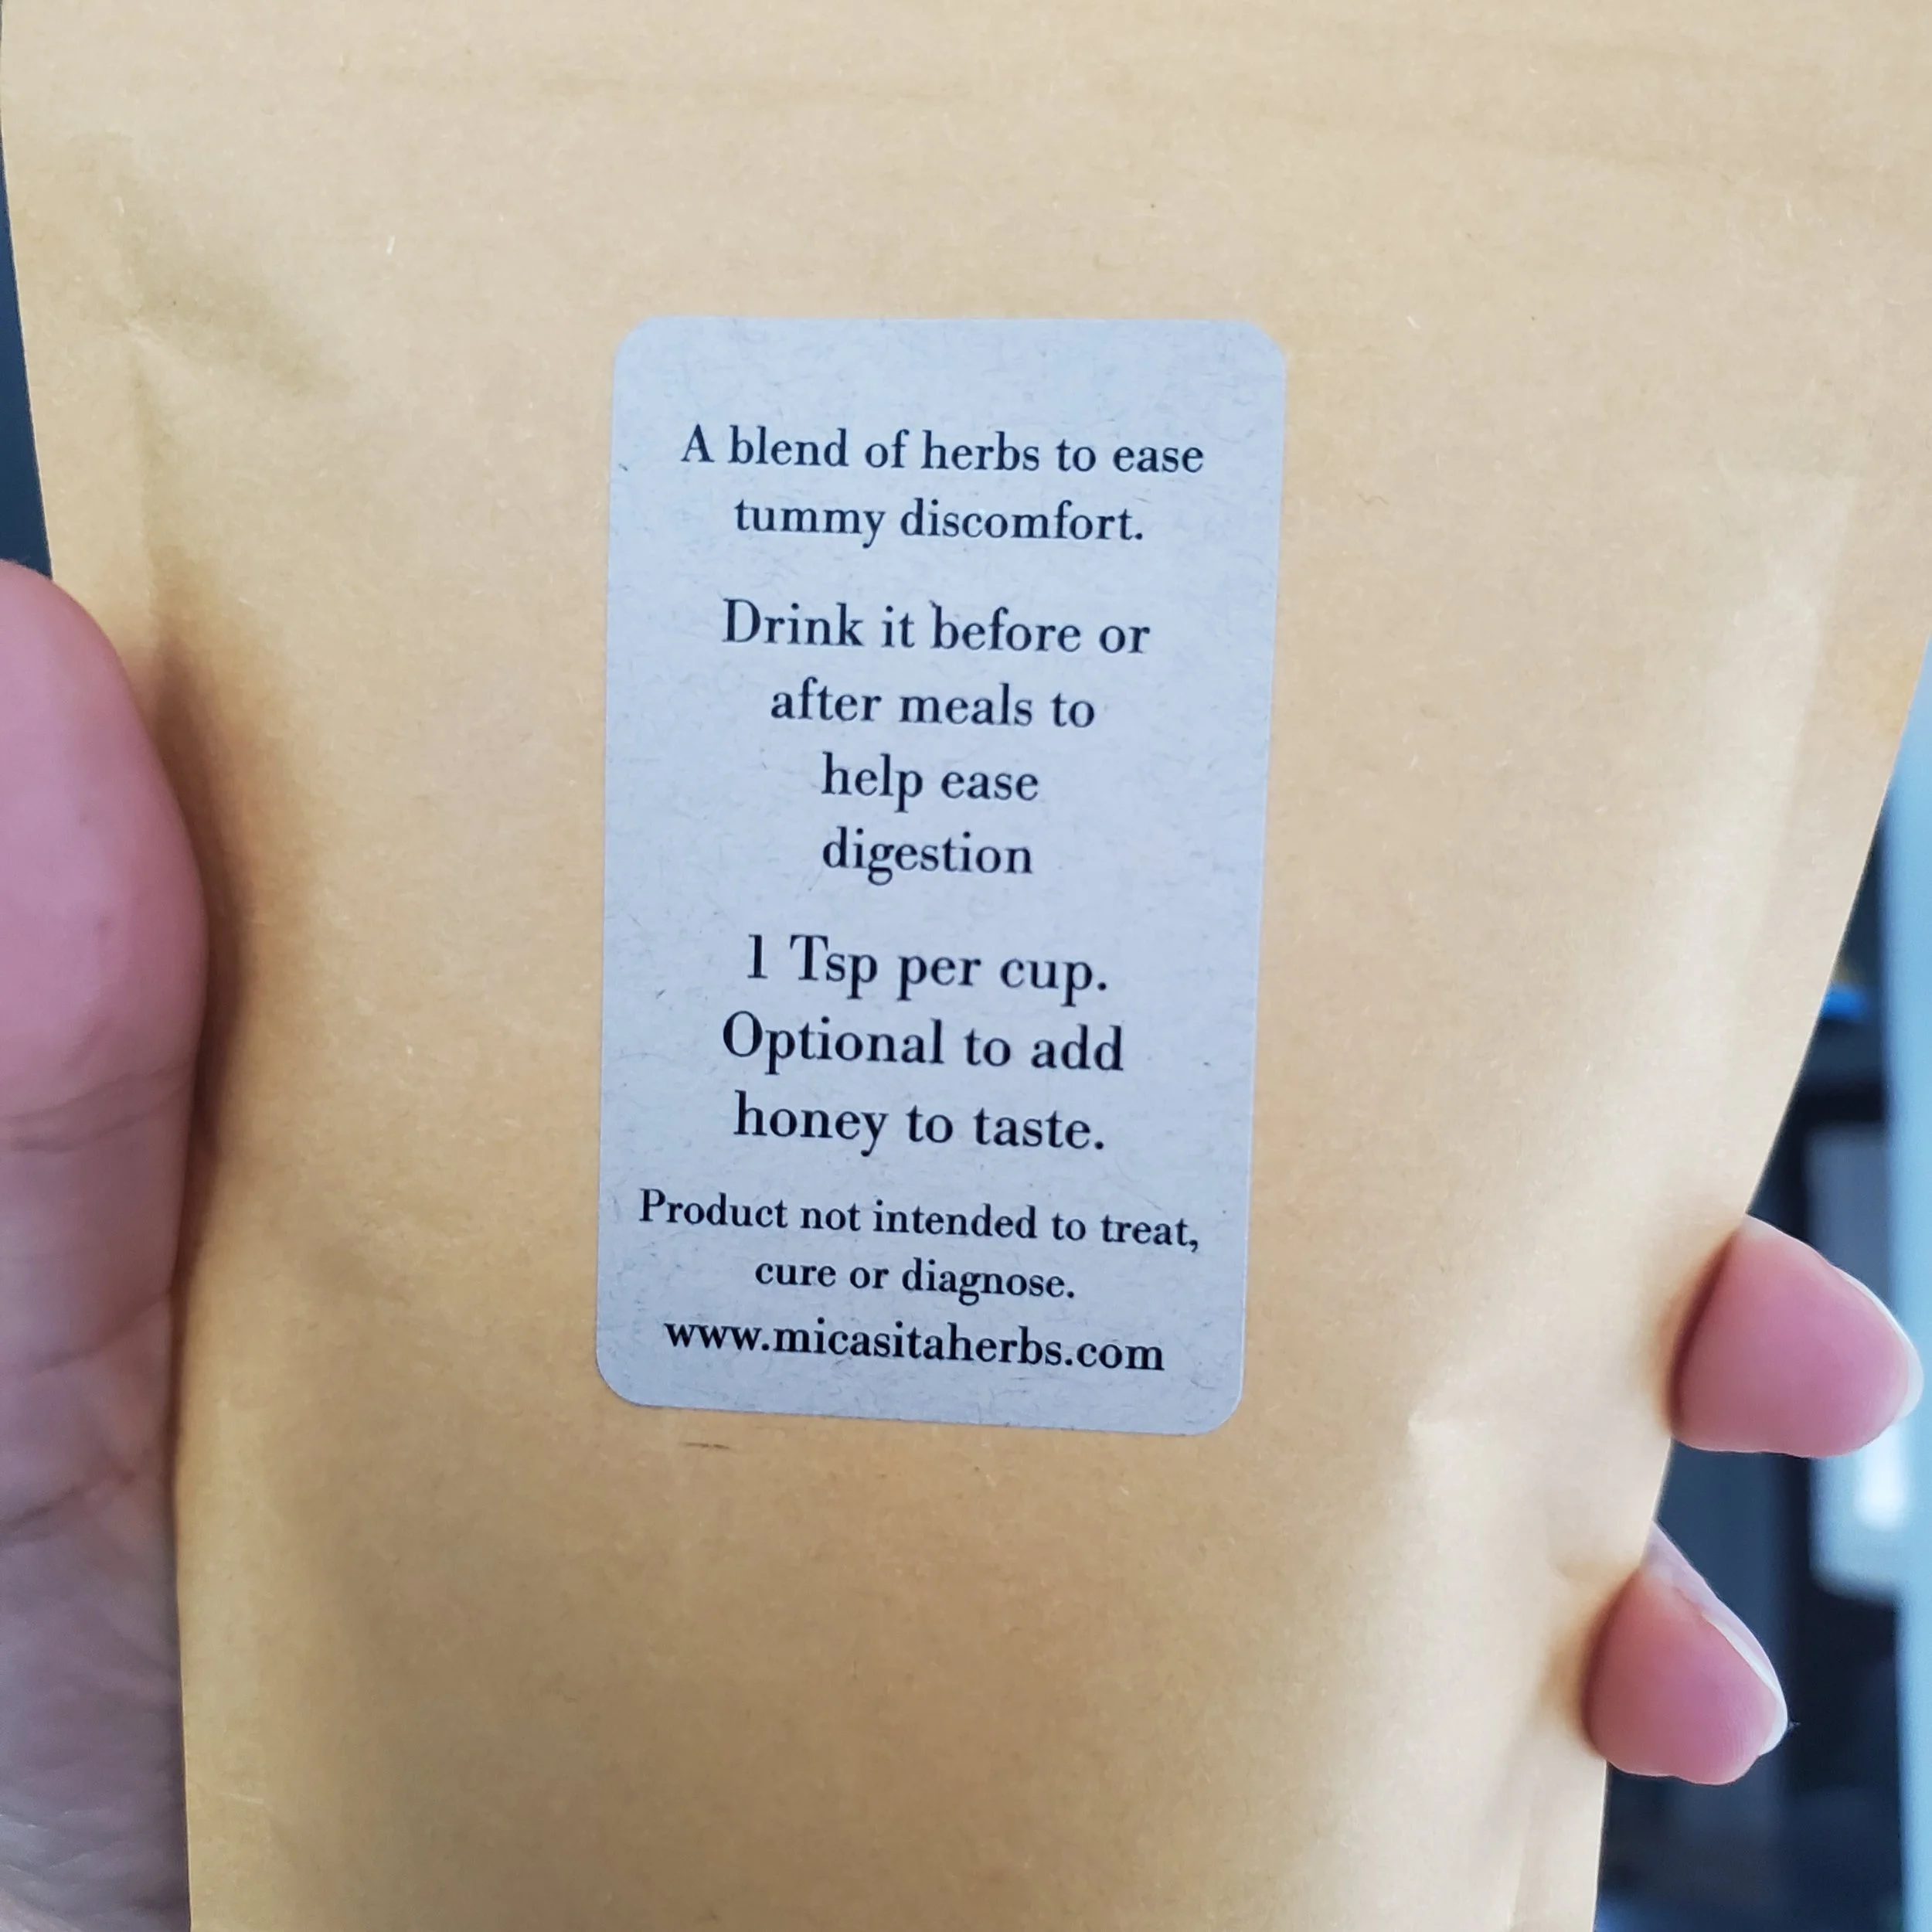 A blend of herbs to ease
tummy discomfort.
Drink it before or
after meals to
help ease
digestion
1 Tsp per cup.
Optional to add
honey to taste.
Product not intended to treat,
cure or diagnose.
www.micasitaherbs.com